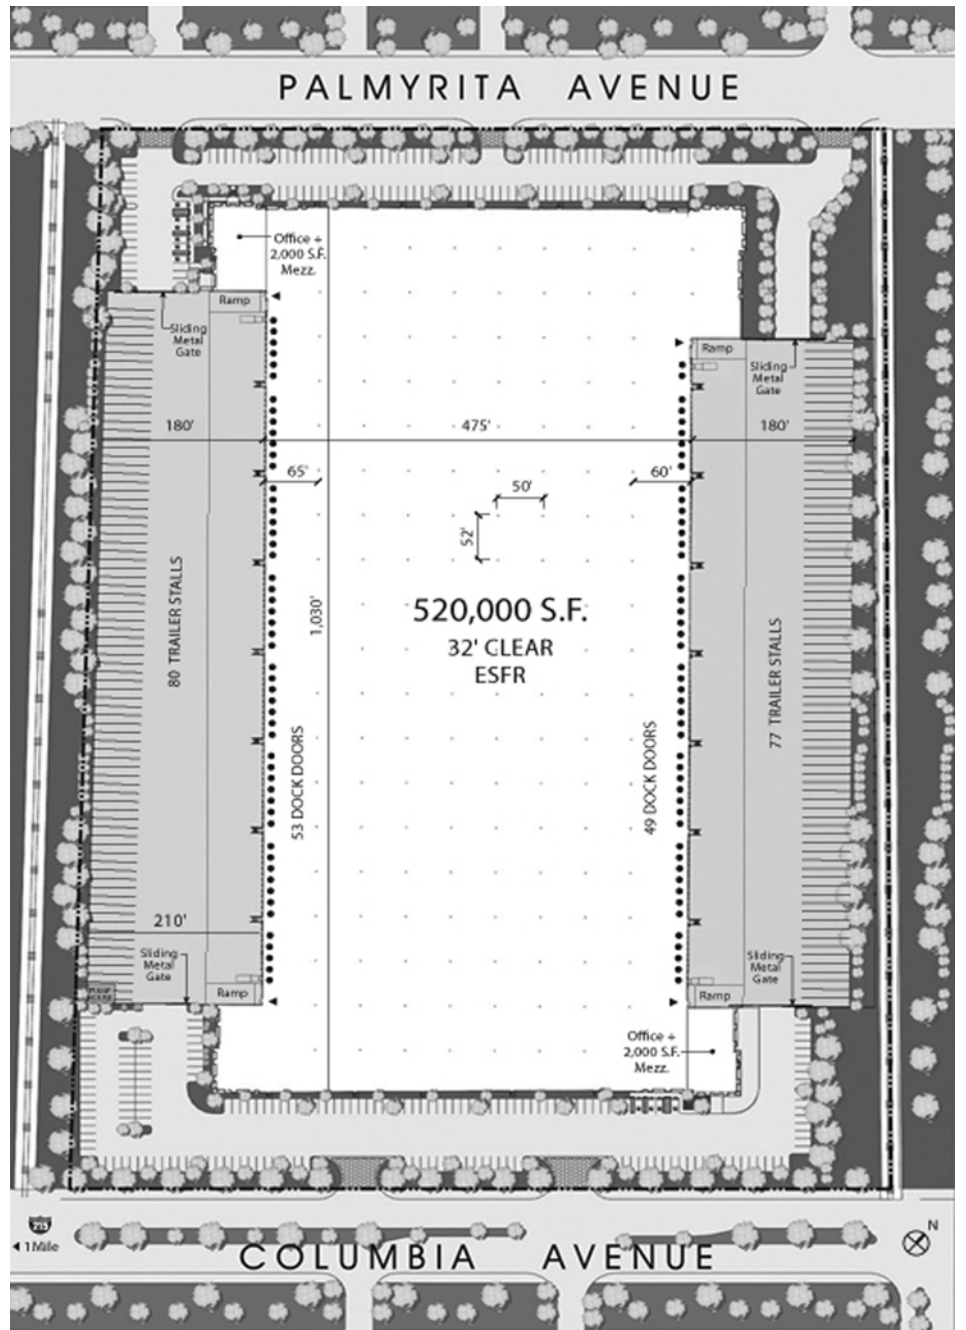 PALMYRITA AVENUE
Office +
2,000 S.F.
Mezz.
Ramp
Sliding
Metal
Gate
Ramp
Sliding
Metal
Gate
180'
475'
180'
65'
60'
50'
52'
80 TRAILER STALLS
1,030'
520,000 S.F.
32' CLEAR
ESFR
77 TRAILER STALLS
53 DOCK DOORS
49 DOCK DOORS
210'
Sliding
Metal
Gate
Sliding
Metal
Gate
PUMP
HOUSE
Ramp
Ramp
Office +
2,000 S.F.
Mezz.
215
1 Mile
N
COLUMBIA AVENUE